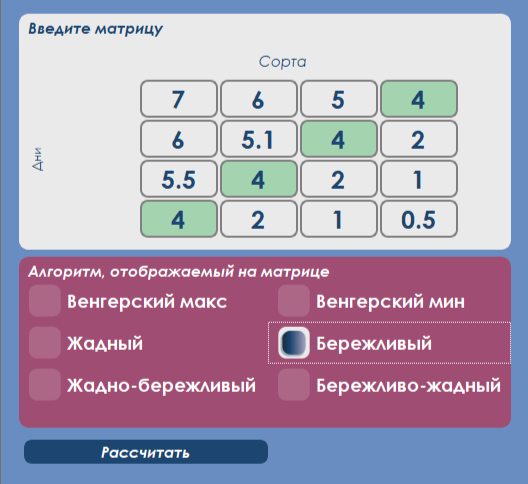 Введите матрицу
Сорта
Дни
7 6 5 4
6 5.1 4 2
5.5 4 2 1
4 2 1 0.5
Алгоритм, отображаемый на матрице
Венгерский макс Венгерский мин
Жадный Бережливый
Жадно-бережливый Бережливо-жадный
Рассчитать